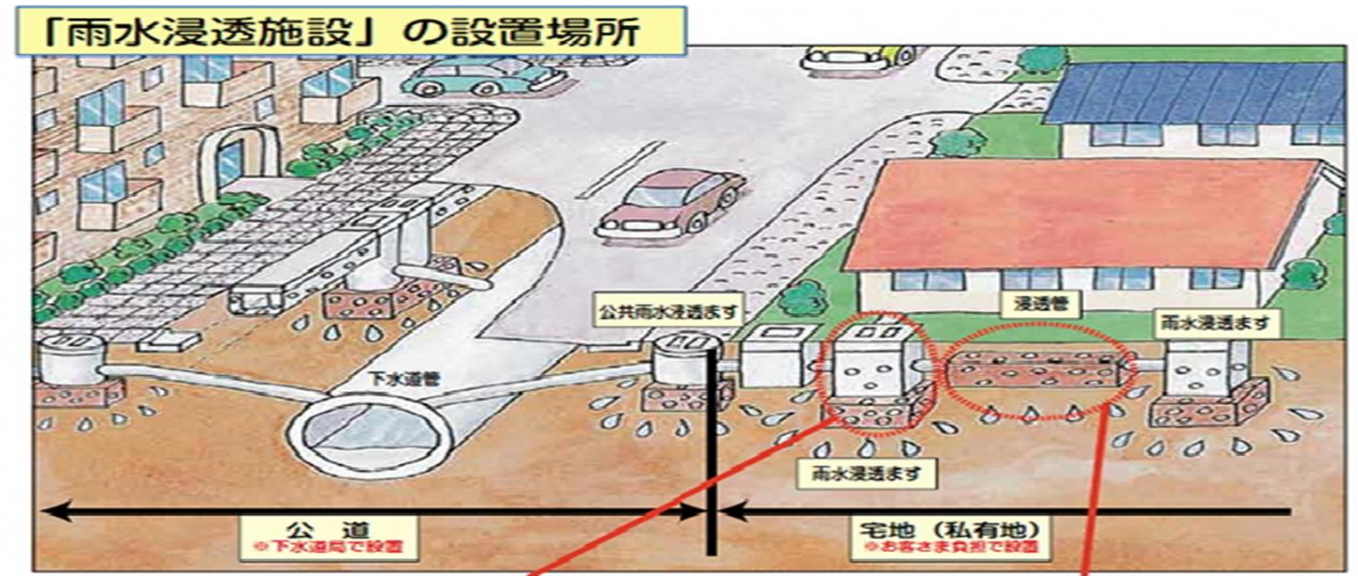 「雨水浸透施設」の設置場所
公共雨水浸透ます
浸透管
雨水浸透ます
下水道管
雨水浸透ます
公 道
※下水道局で設置
宅地（私有地）
※お客さま負担で設置